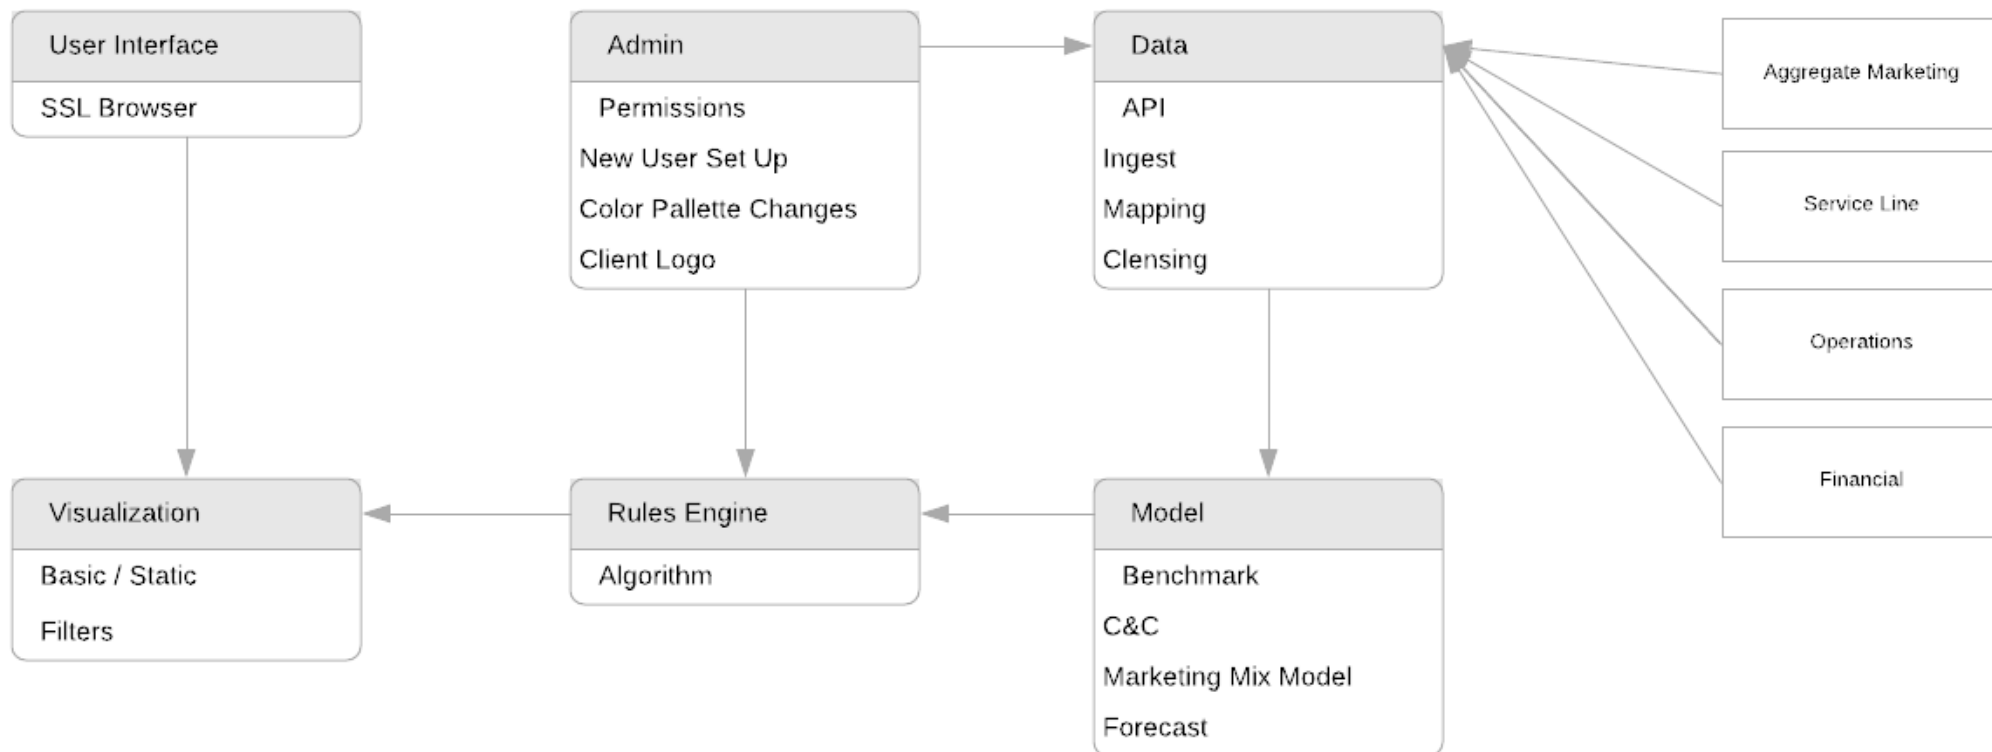 User Interface
SSL Browser
Admin
Permissions
New User Set Up
Color Pallette Changes
Client Logo
Data
API
Ingest
Mapping
Clensing
Aggregate Marketing
Service Line
Operations
Financial
Visualization
Basic / Static
Filters
Rules Engine
Algorithm
Model
Benchmark
C&C
Marketing Mix Model
Forecast